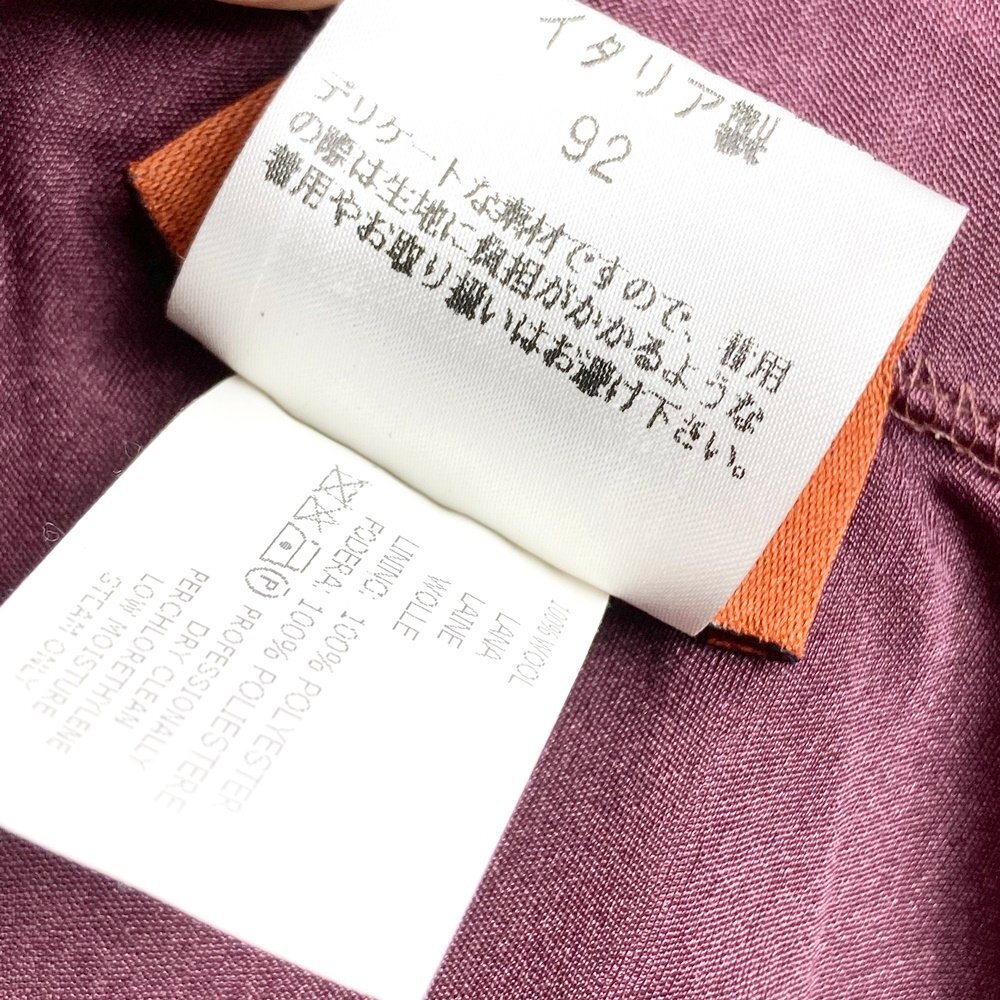 イタリア製
92
デリケートな素材ですので、着用
の際は生地に負担がかかるような
着用やお取り扱いはお避け下さい。
100% WOOL
LANA
LAINE
WOLLE
LINING: 100% POLYESTER
FODERA: 100% POLIESTERE
P
PROFESSIONALLY
DRY CLEAN
PERCHLORETHYLENE
LOW MOISTURE
STEAM ONLY